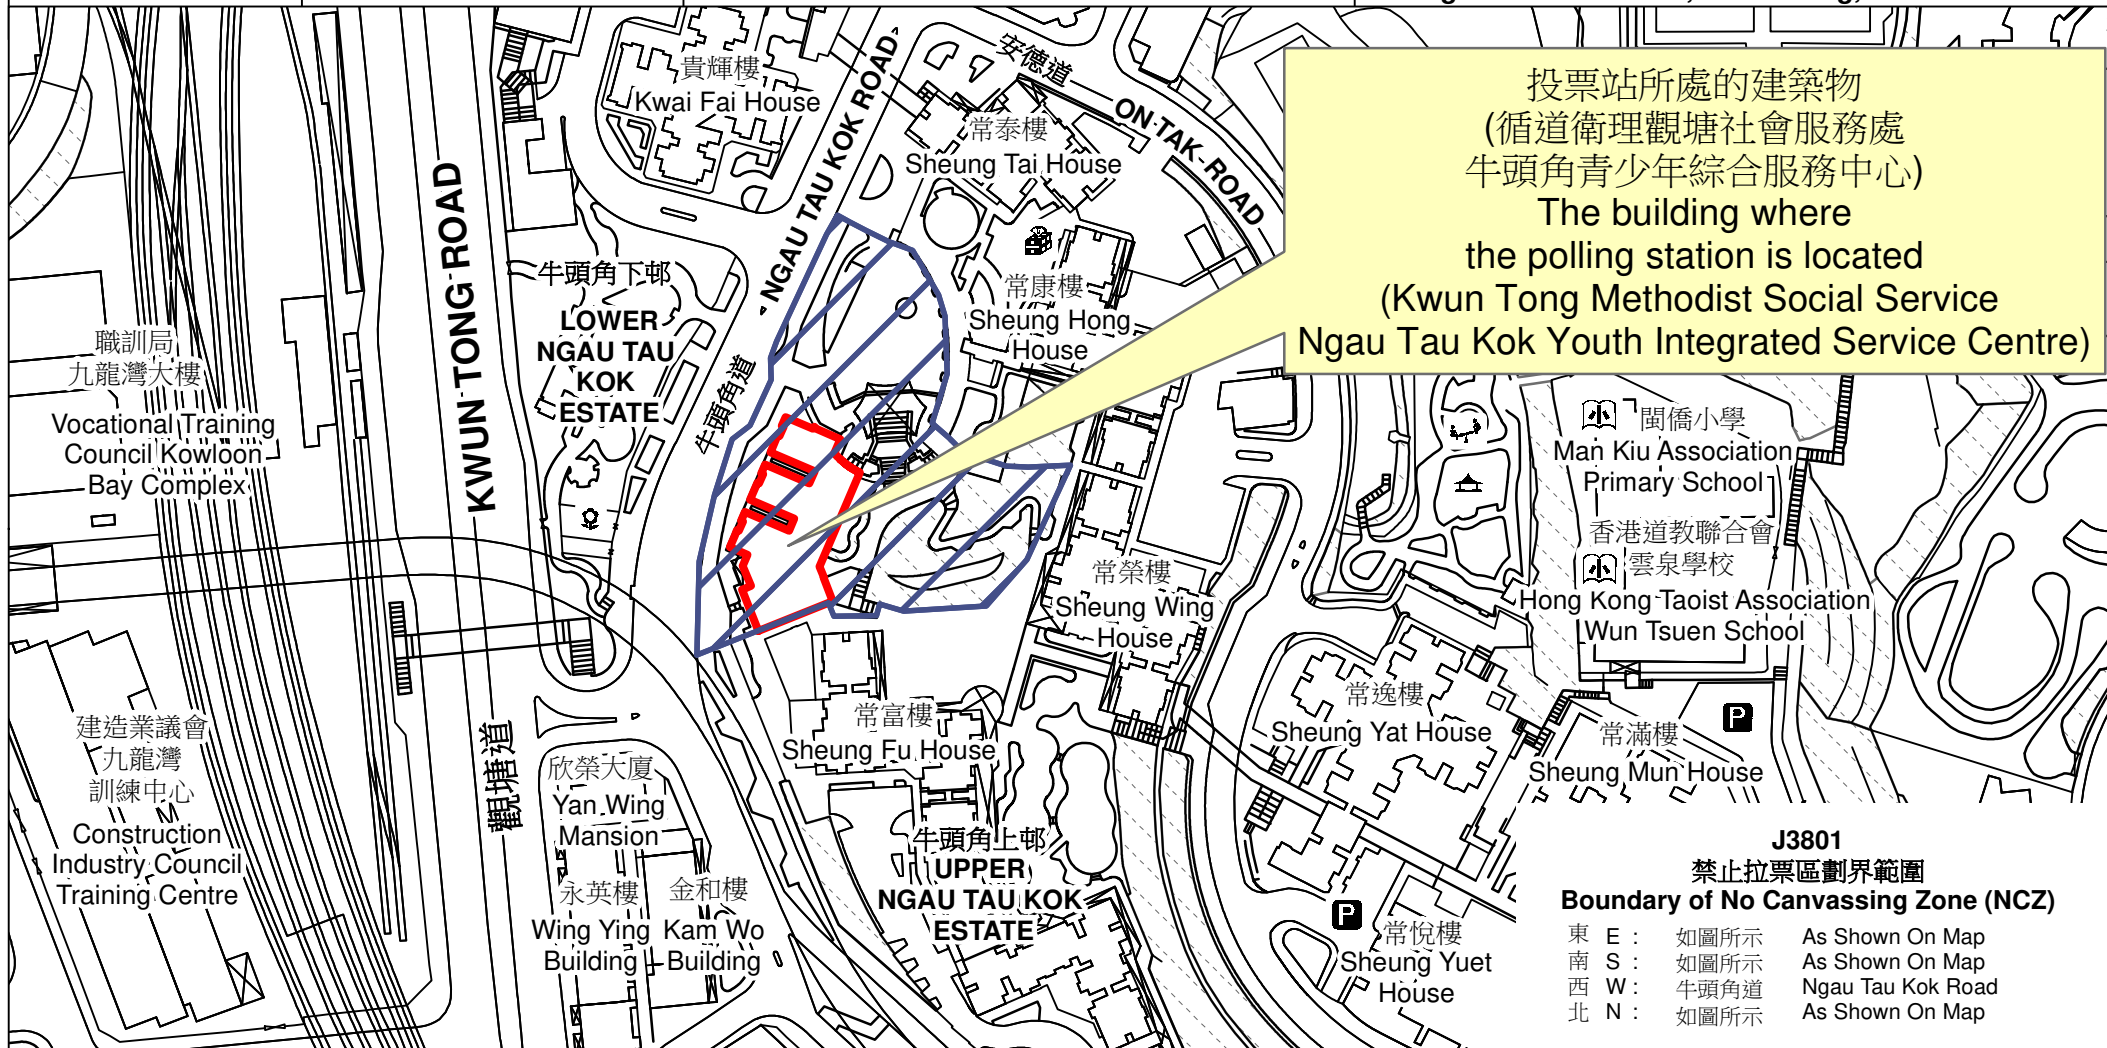 貴輝樓
Kwai Fai House
NGAU TAU KOK ROAD
安德道
ON TAK ROAD
常泰樓
Sheung Tai House
投票站所處的建築物
(循道衛理觀塘社會服務處
牛頭角青少年綜合服務中心)
The building where
the polling station is located
(Kwun Tong Methodist Social Service
Ngau Tau Kok Youth Integrated Service Centre)
KWUN TONG ROAD
牛頭角下邨
LOWER
NGAU TAU
KOK
ESTATE
牛頭角道
常康樓
Sheung Hong
House
職訓局
九龍灣大樓
Vocational Training
Council Kowloon
Bay Complex
閩僑小學
Man Kiu Association
Primary School
香港道教聯合會
雲泉學校
Hong Kong Taoist Association
Wun Tsuen School
常榮樓
Sheung Wing
House
常逸樓
Sheung Yat House
常滿樓
Sheung Mun House
P
常富樓
Sheung Fu House
建造業議會
九龍灣
訓練中心
Construction
Industry Council
Training Centre
觀塘道
欣榮大廈
Yan Wing
Mansion
永英樓
Wing Ying
Building
金和樓
Kam Wo
Building
牛頭角上邨
UPPER
NGAU TAU KOK
ESTATE
P
常悅樓
Sheung Yuet
House
J3801
禁止拉票區劃界範圍
Boundary of No Canvassing Zone (NCZ)
東 E : 如圖所示 As Shown On Map
南 S : 如圖所示 As Shown On Map
西 W : 牛頭角道 Ngau Tau Kok Road
北 N : 如圖所示 As Shown On Map